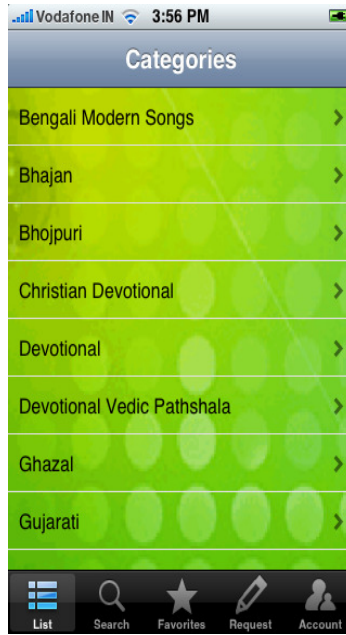 Vodafone IN 3:56 PM
Categories
Bengali Modern Songs
Bhajan
Bhojpuri
Christian Devotional
Devotional
Devotional Vedic Pathshala
Ghazal
Gujarati
List Search Favorites Request Account